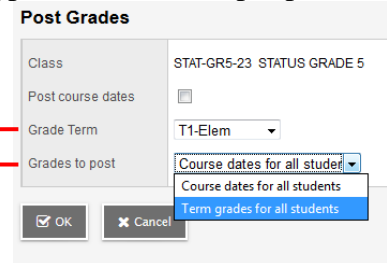 Post Grades
Class STAT-GR5-23 STATUS GRADE 5
Post course dates
Grade Term T1-Elem
Grades to post Course dates for all studer
Course dates for all students
Term grades for all students
OK Cancel